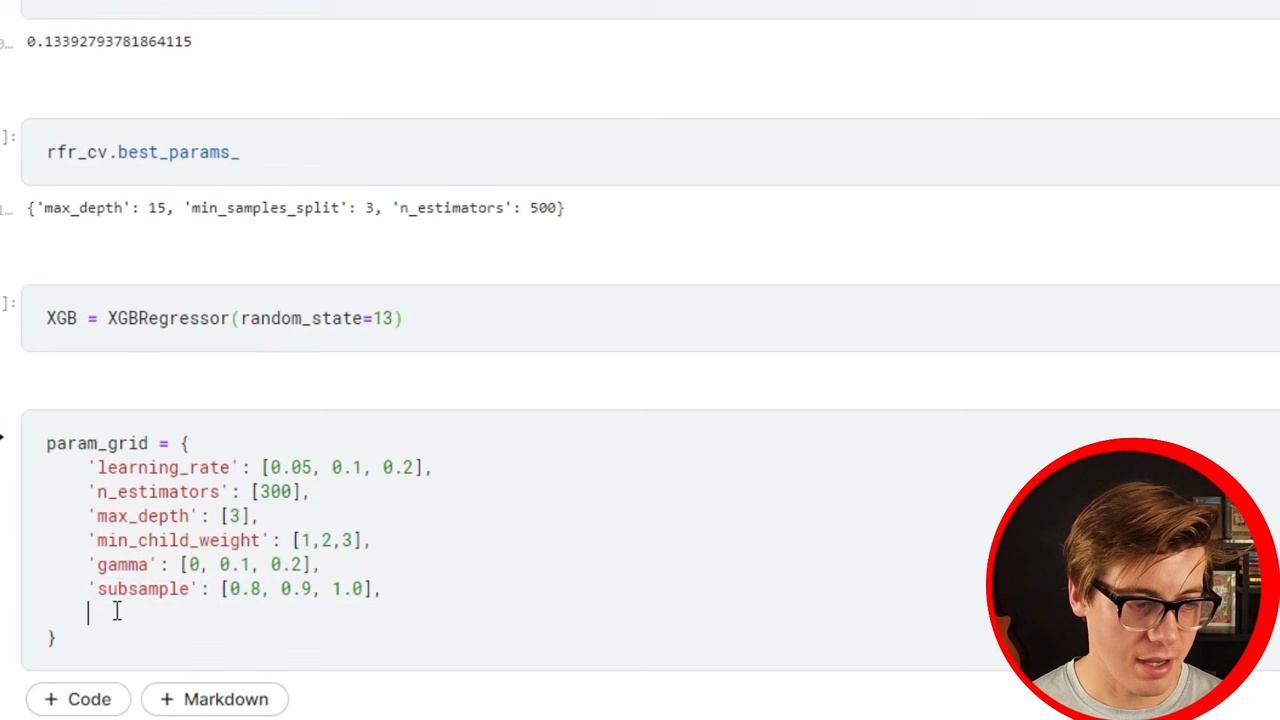 0.13392793781864115
]:
rfr_cv.best_params_
{'max_depth': 15, 'min_samples_split': 3, 'n_estimators': 500}
]:
XGB = XGBRegressor(random_state=13)
param_grid = {
'learning_rate': [0.05, 0.1, 0.2],
'n_estimators': [300],
'max_depth': [3],
'min_child_weight': [1,2,3],
'gamma': [0, 0.1, 0.2],
'subsample': [0.8, 0.9, 1.0],
}
+ Code + Markdown